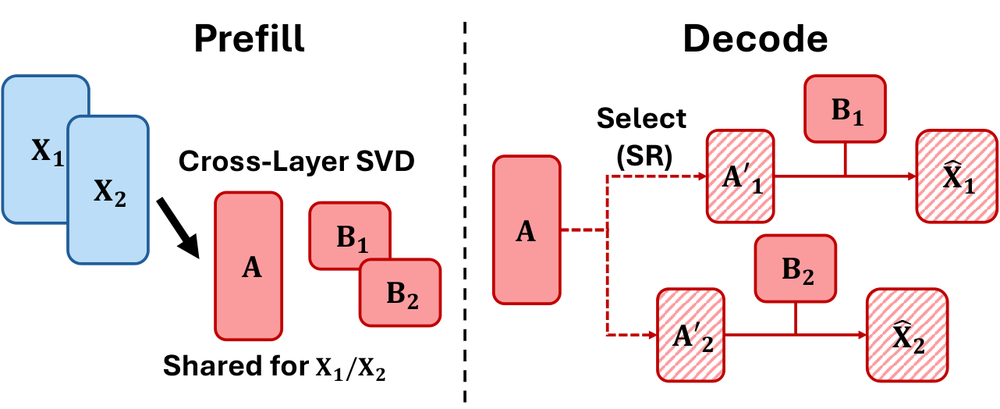 Prefill
X₁
X₂
Cross-Layer SVD
A
B₁
B₂
Shared for X₁/X₂
Decode
Select
(SR)
A
A′₁
B₁
X̂₁
A′₂
B₂
X̂₂